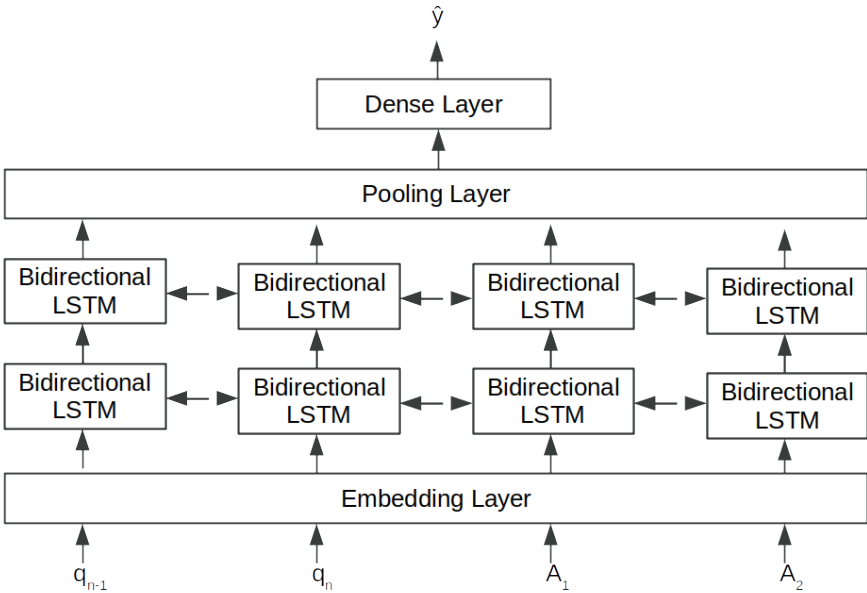 ŷ
Dense Layer
Pooling Layer
Bidirectional
LSTM
Bidirectional
LSTM
Bidirectional
LSTM
Bidirectional
LSTM
Bidirectional
LSTM
Bidirectional
LSTM
Bidirectional
LSTM
Bidirectional
LSTM
Embedding Layer
qₙ₋₁
qₙ
A₁
A₂